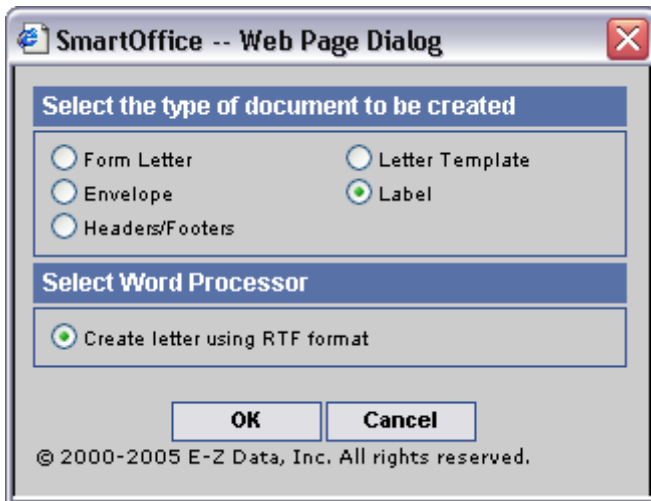 SmartOffice -- Web Page Dialog
Select the type of document to be created
Form Letter Letter Template
Envelope Label
Headers/Footers
Select Word Processor
Create letter using RTF format
OK Cancel
© 2000-2005 E-Z Data, Inc. All rights reserved.